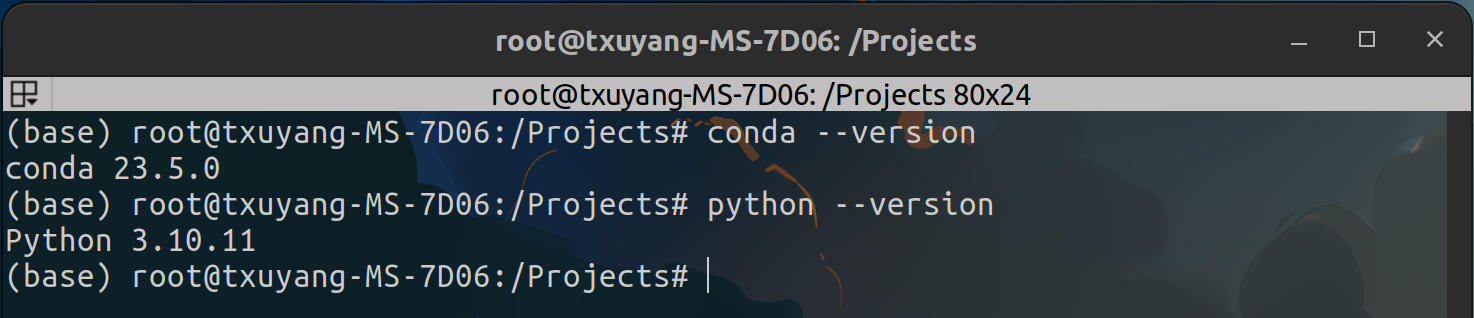 root@txuyang-MS-7D06: /Projects
root@txuyang-MS-7D06: /Projects 80x24
(base) root@txuyang-MS-7D06:/Projects# conda --version
conda 23.5.0
(base) root@txuyang-MS-7D06:/Projects# python --version
Python 3.10.11
(base) root@txuyang-MS-7D06:/Projects#